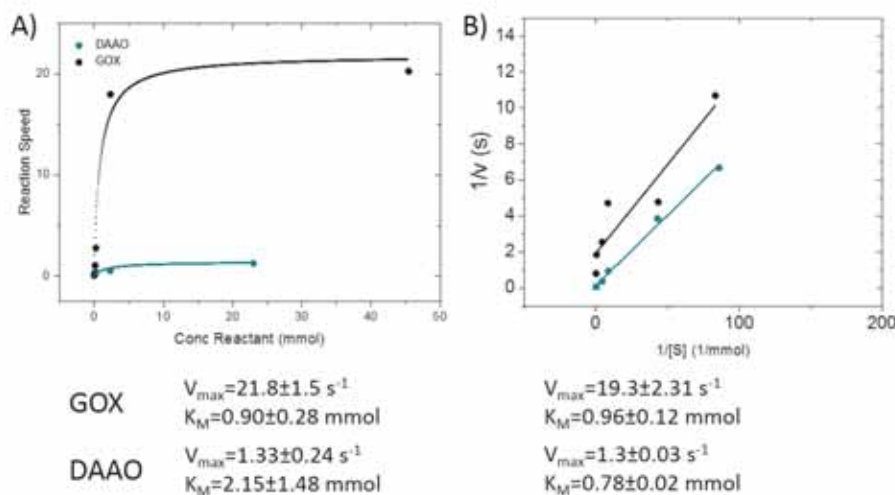 A)
DAAO
GOX
Reaction Speed
20
10
0
0 10 20 30 40 50
Conc Reactant (mmol)
B)
1/v (s)
14
12
10
8
6
4
2
0
0 100 200
1/[S] (1/mmol)
GOX
Vmax=21.8±1.5 s-1
KM=0.90±0.28 mmol
Vmax=19.3±2.31 s-1
KM=0.96±0.12 mmol
DAAO
Vmax=1.33±0.24 s-1
KM=2.15±1.48 mmol
Vmax=1.3±0.03 s-1
KM=0.78±0.02 mmol